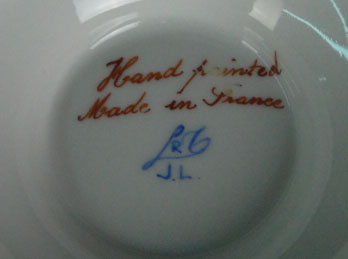 Hand painted
Made in France
J.L.